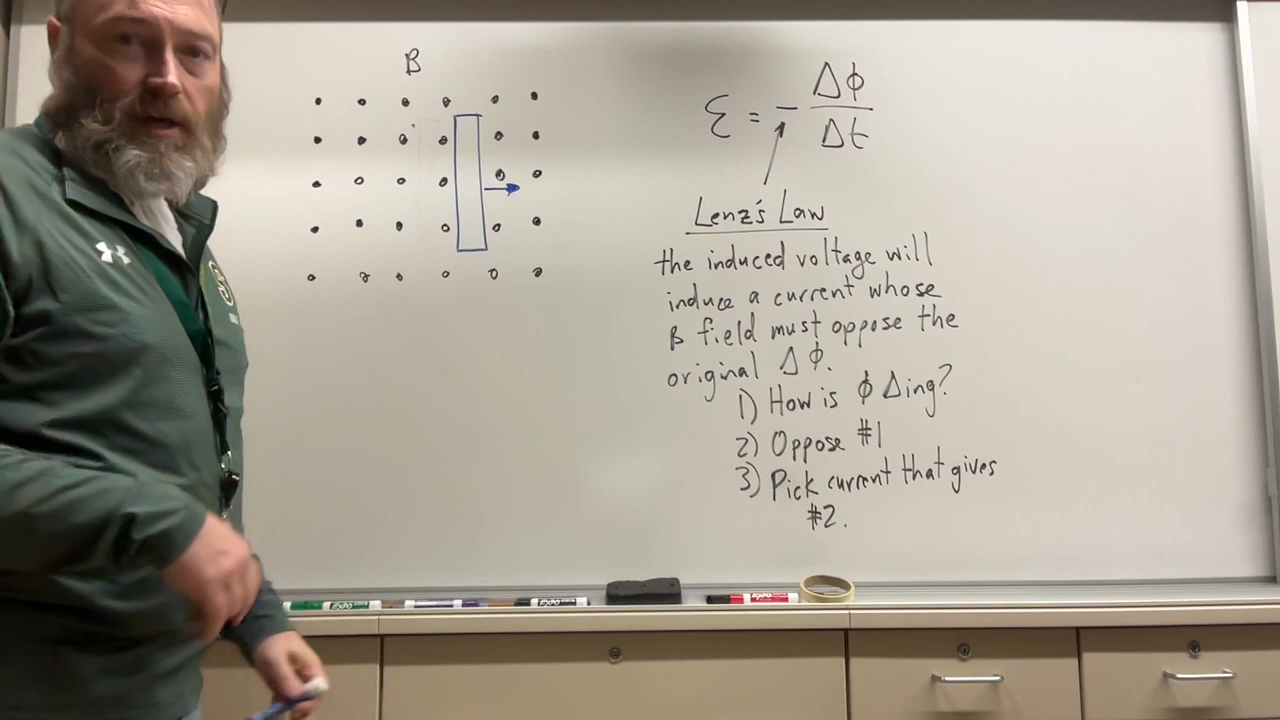 B
ε = - Δφ
Δt
Lenz's Law
the induced voltage will
induce a current whose
B field must oppose the
original Δφ.
1) How is φ Δing?
2) Oppose #1
3) Pick current that gives
#2.